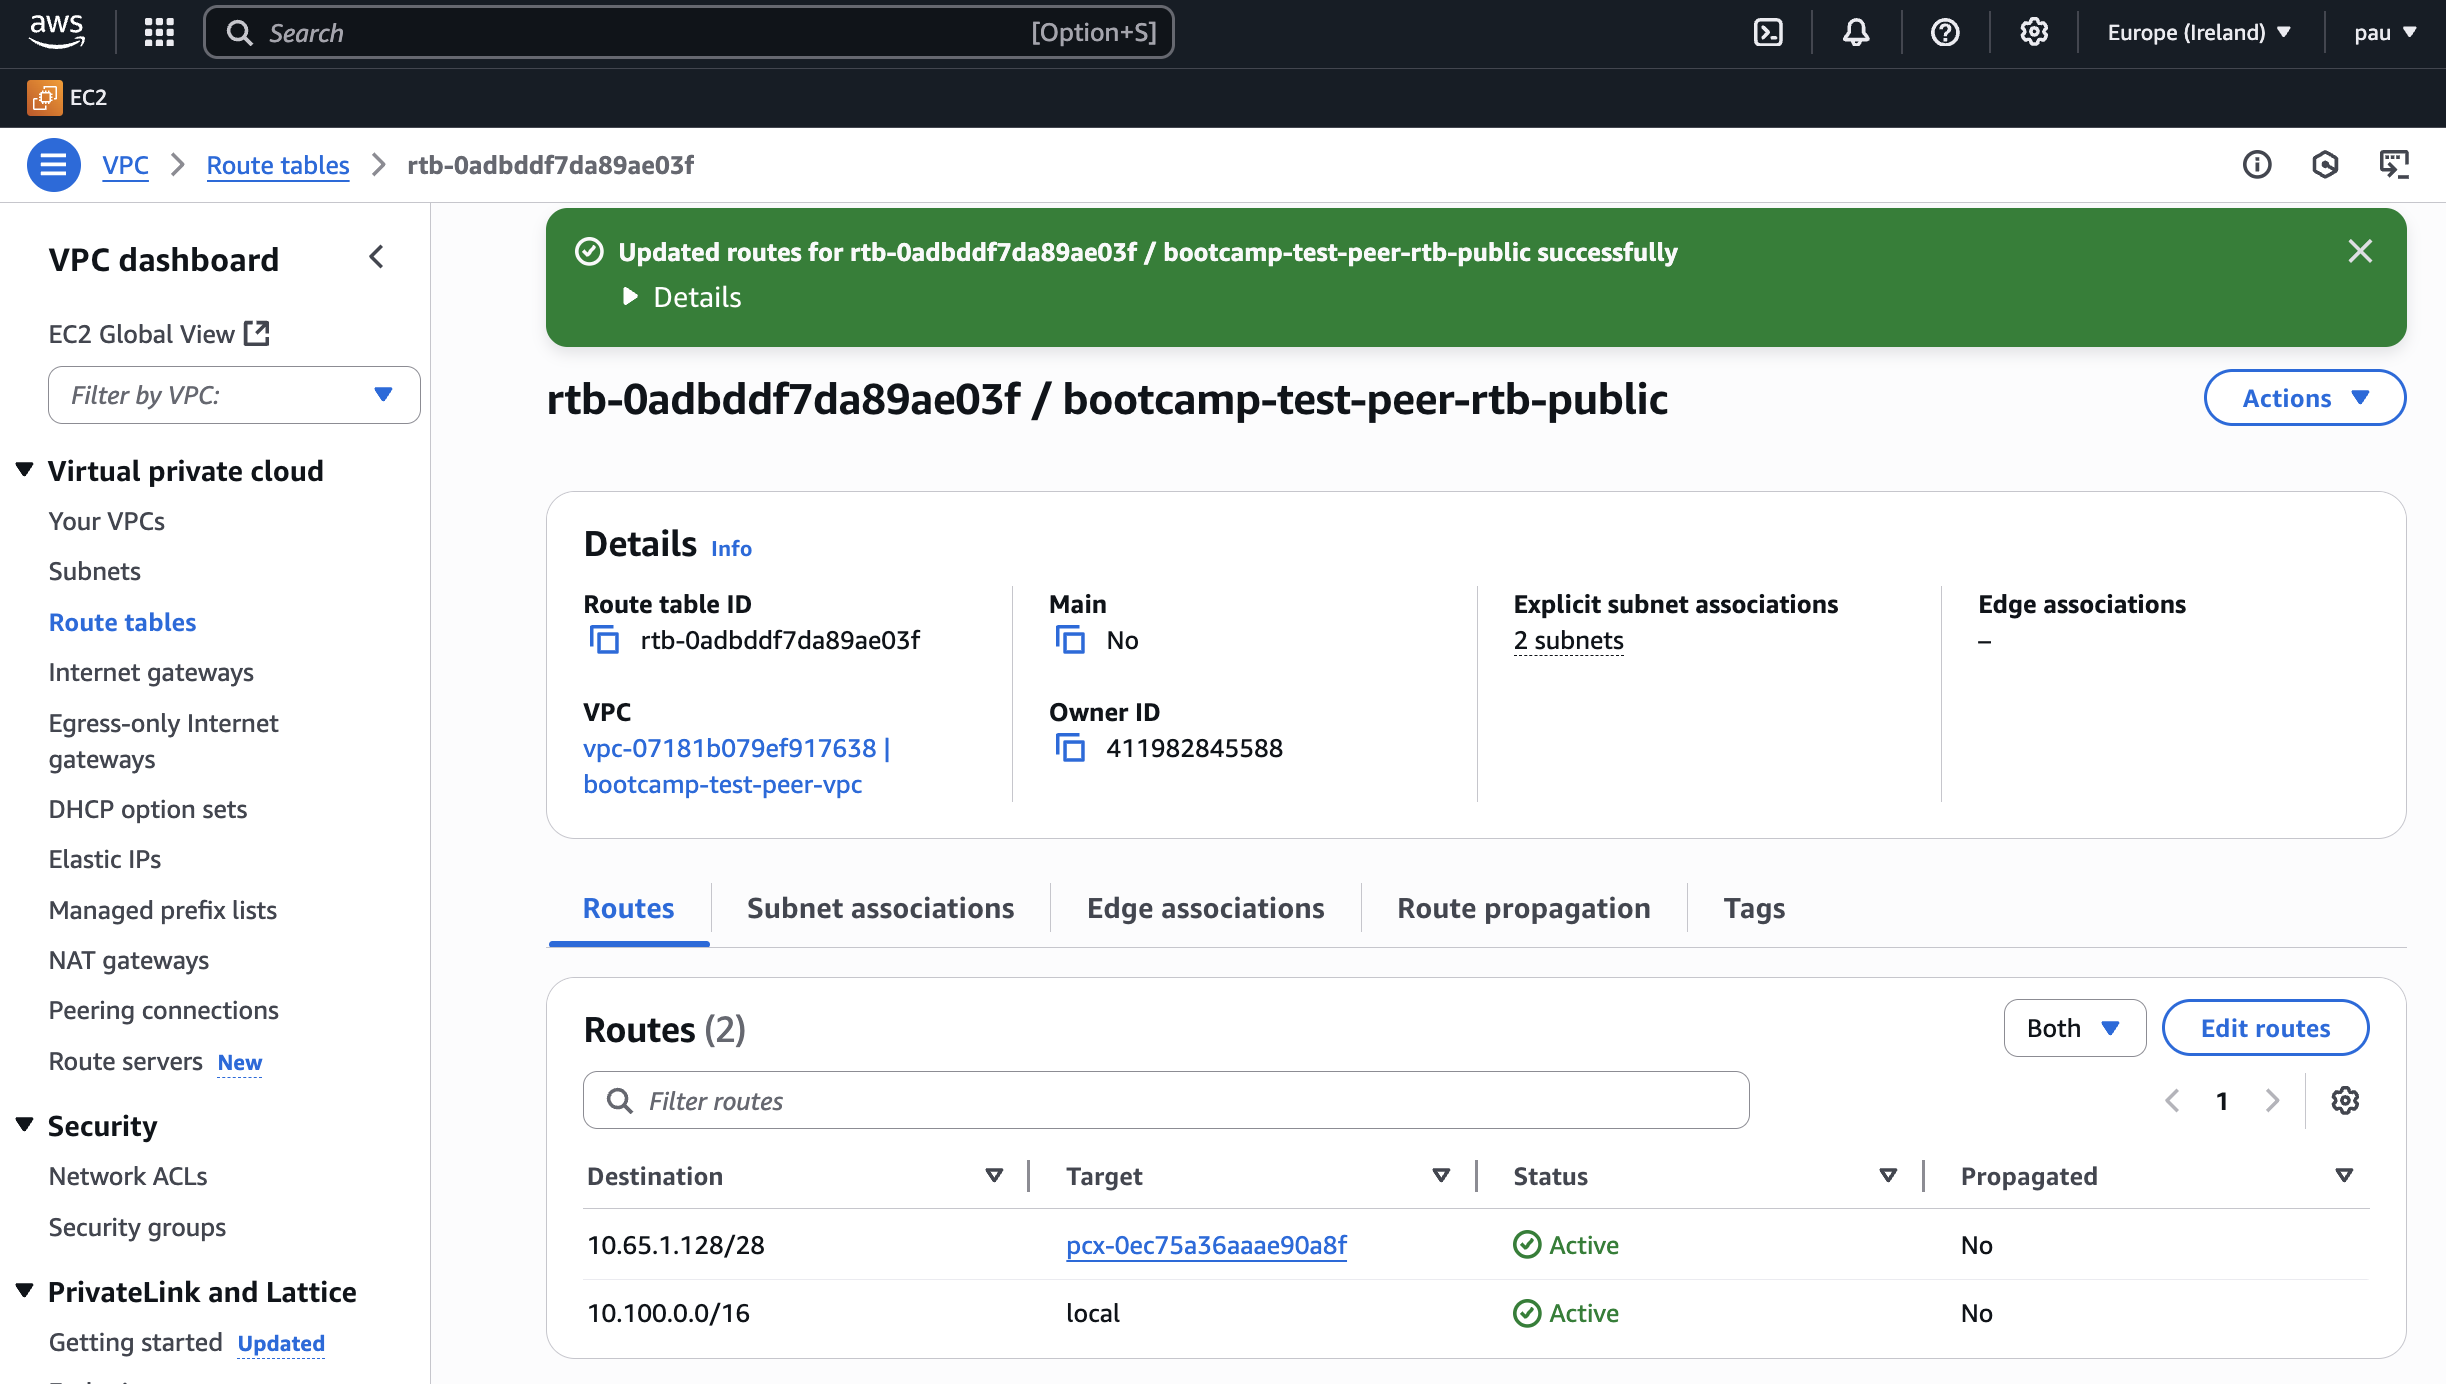 aws
Search [Option+S]
Europe (Ireland)
pau
EC2
VPC
Route tables
rtb-0adbddf7da89ae03f
VPC dashboard
EC2 Global View
Filter by VPC:
Virtual private cloud
Your VPCs
Subnets
Route tables
Internet gateways
Egress-only Internet
gateways
DHCP option sets
Elastic IPs
Managed prefix lists
NAT gateways
Peering connections
Route servers New
Security
Network ACLs
Security groups
PrivateLink and Lattice
Getting started Updated
Updated routes for rtb-0adbddf7da89ae03f / bootcamp-test-peer-rtb-public successfully
Details
rtb-0adbddf7da89ae03f / bootcamp-test-peer-rtb-public
Actions
Details Info
Route table ID
rtb-0adbddf7da89ae03f
Main
No
Explicit subnet associations
2 subnets
Edge associations
–
VPC
vpc-07181b079ef917638 |
bootcamp-test-peer-vpc
Owner ID
411982845588
Routes
Subnet associations
Edge associations
Route propagation
Tags
Routes (2)
Both
Edit routes
Filter routes
1
Destination Target Status Propagated
10.65.1.128/28 pcx-0ec75a36aaae90a8f Active No
10.100.0.0/16 local Active No